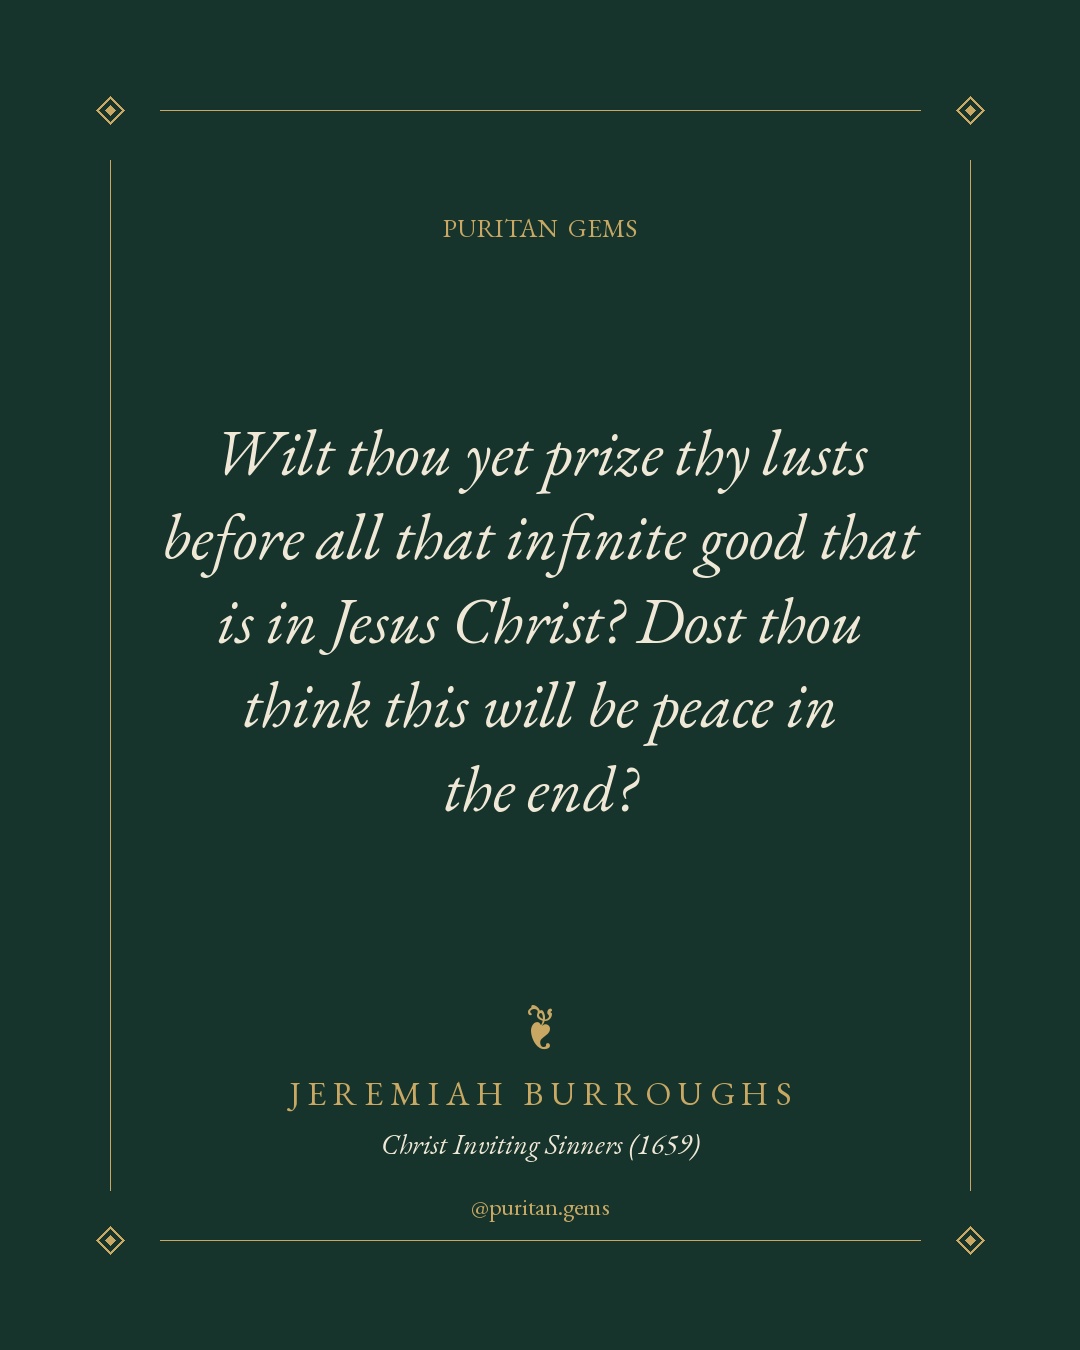 PURITAN GEMS
Wilt thou yet prize thy lusts
before all that infinite good that
is in Jesus Christ? Dost thou
think this will be peace in
the end?
JEREMIAH BURROUGHS
Christ Inviting Sinners (1659)
@puritan.gems